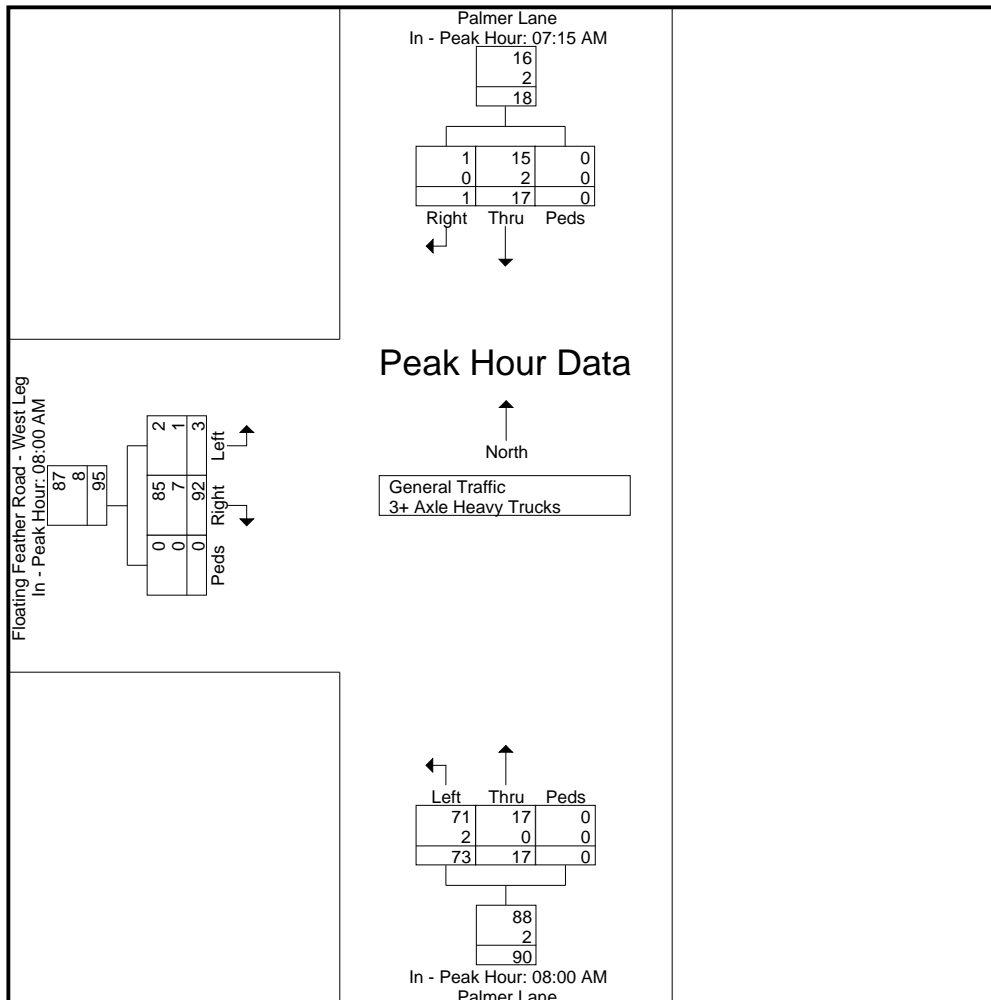 Palmer Lane
In - Peak Hour: 07:15 AM
16
2
18
1 15 0
0 2 0
1 17 0
Right Thru Peds
Peak Hour Data
North
General Traffic
3+ Axle Heavy Trucks
Floating Feather Road - West Leg
In - Peak Hour: 08:00 AM
87
8
95
2
1
3
Left
85
7
92
Right
0
0
0
Peds
Left Thru Peds
71 17 0
2 0 0
73 17 0
88
2
90
In - Peak Hour: 08:00 AM
Palmer Lane